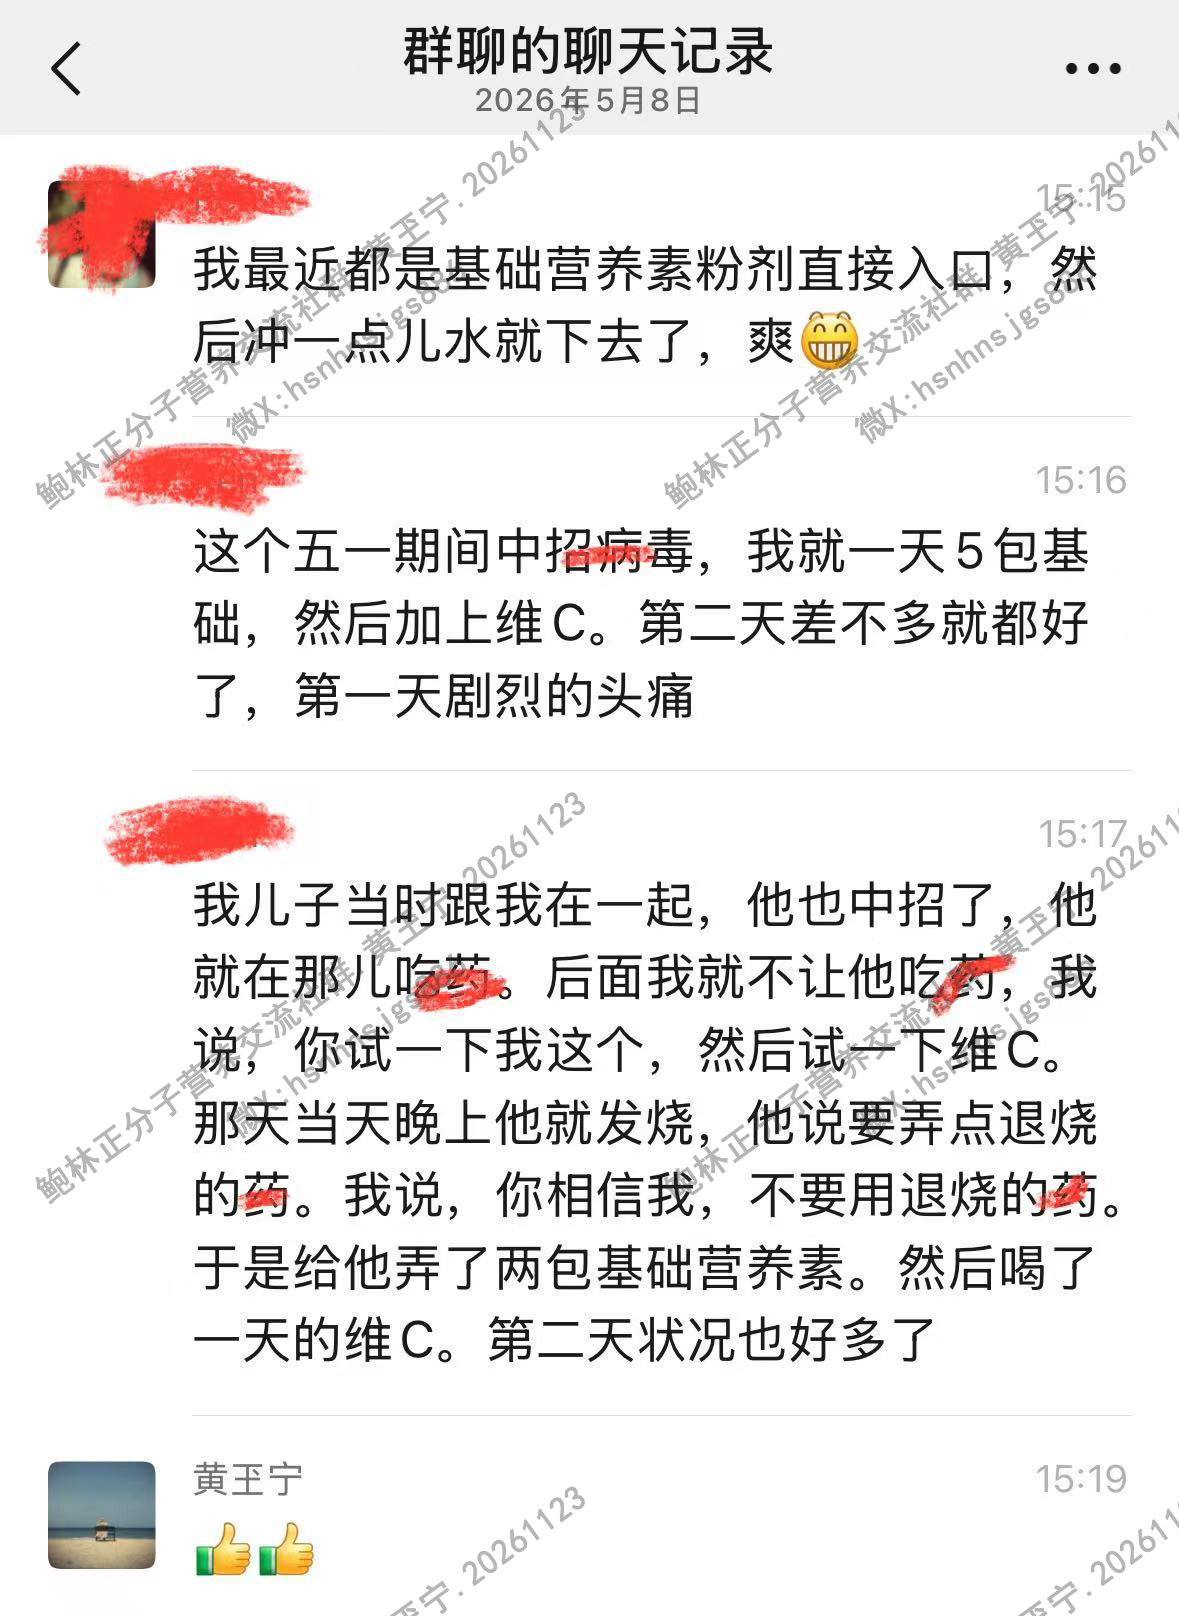 群聊的聊天记录
2026年5月8日
15:15
我最近都是基础营养素粉剂直接入口，然
后冲一点儿水就下去了，爽
15:16
这个五一期间中招病毒，我就一天5包基
础，然后加上维C。第二天差不多就都好
了，第一天剧烈的头痛
15:17
我儿子当时跟我在一起，他也中招了，他
就在那儿吃药。后面我就不让他吃药，我
说，你试一下我这个，然后试一下维C。
那天当天晚上他就发烧，他说要弄点退烧
的药。我说，你相信我，不要用退烧的药。
于是给他弄了两包基础营养素。然后喝了
一天的维C。第二天状况也好多了
黄玊宁
15:19
鲍林正分子营养交流社群.黄玊宁.20261123
微X:hsnhnsjgs886